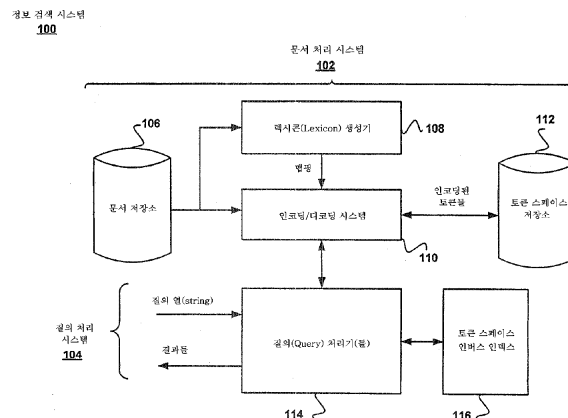 정보 검색 시스템
100
문서 처리 시스템
102
106
렉시콘(Lexicon) 생성기
108
112
맵핑
문서 저장소
인코딩/디코딩 시스템
인코딩된
토큰들
토큰 스페이스
저장소
110
질의 처리
시스템
104
질의 열(string)
결과들
질의(Query) 처리기(들)
토큰 스페이스
인버스 인덱스
114
116